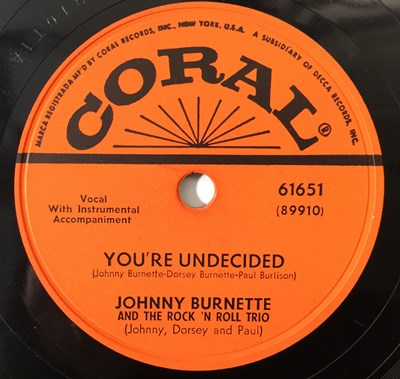 MARCA REGISTRADA MF'D BY CORAL RECORDS, INC., NEW YORK, U.S.A. • A SUBSIDIARY OF DECCA RECORDS, INC.
CORAL®
Vocal
With Instrumental
Accompaniment
61651
(89910)
YOU'RE UNDECIDED
(Johnny Burnette-Dorsey Burnette-Paul Burlison)
JOHNNY BURNETTE
AND THE ROCK 'N ROLL TRIO
(Johnny, Dorsey and Paul)